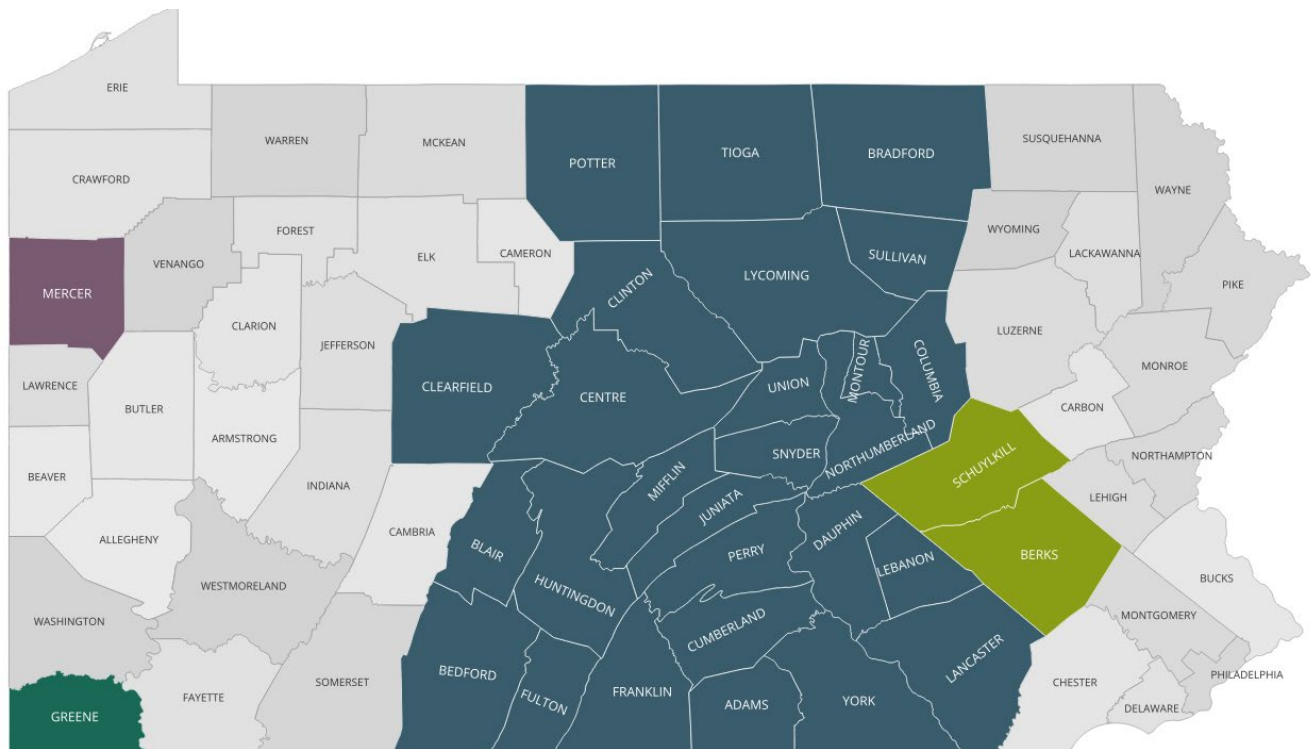 ERIE
WARREN
MCKEAN
POTTER
TIOGA
BRADFORD
SUSQUEHANNA
CRAWFORD
WAYNE
FOREST
WYOMING
VENANGO
ELK
CAMERON
SULLIVAN
LACKAWANNA
MERCER
CLINTON
LYCOMING
PIKE
CLARION
JEFFERSON
LUZERNE
LAWRENCE
CLEARFIELD
CENTRE
UNION
MONTOUR
COLUMBIA
MONROE
BUTLER
ARMSTRONG
CARBON
BEAVER
INDIANA
MIFFLIN
SNYDER
NORTHUMBERLAND
SCHUYLKILL
NORTHAMPTON
JUNIATA
LEHIGH
ALLEGHENY
CAMBRIA
BLAIR
PERRY
DAUPHIN
LEBANON
BERKS
BUCKS
WESTMORELAND
HUNTINGDON
WASHINGTON
CUMBERLAND
MONTGOMERY
LANCASTER
BEDFORD
SOMERSET
FULTON
FRANKLIN
ADAMS
YORK
CHESTER
PHILADELPHIA
FAYETTE
DELAWARE
GREENE